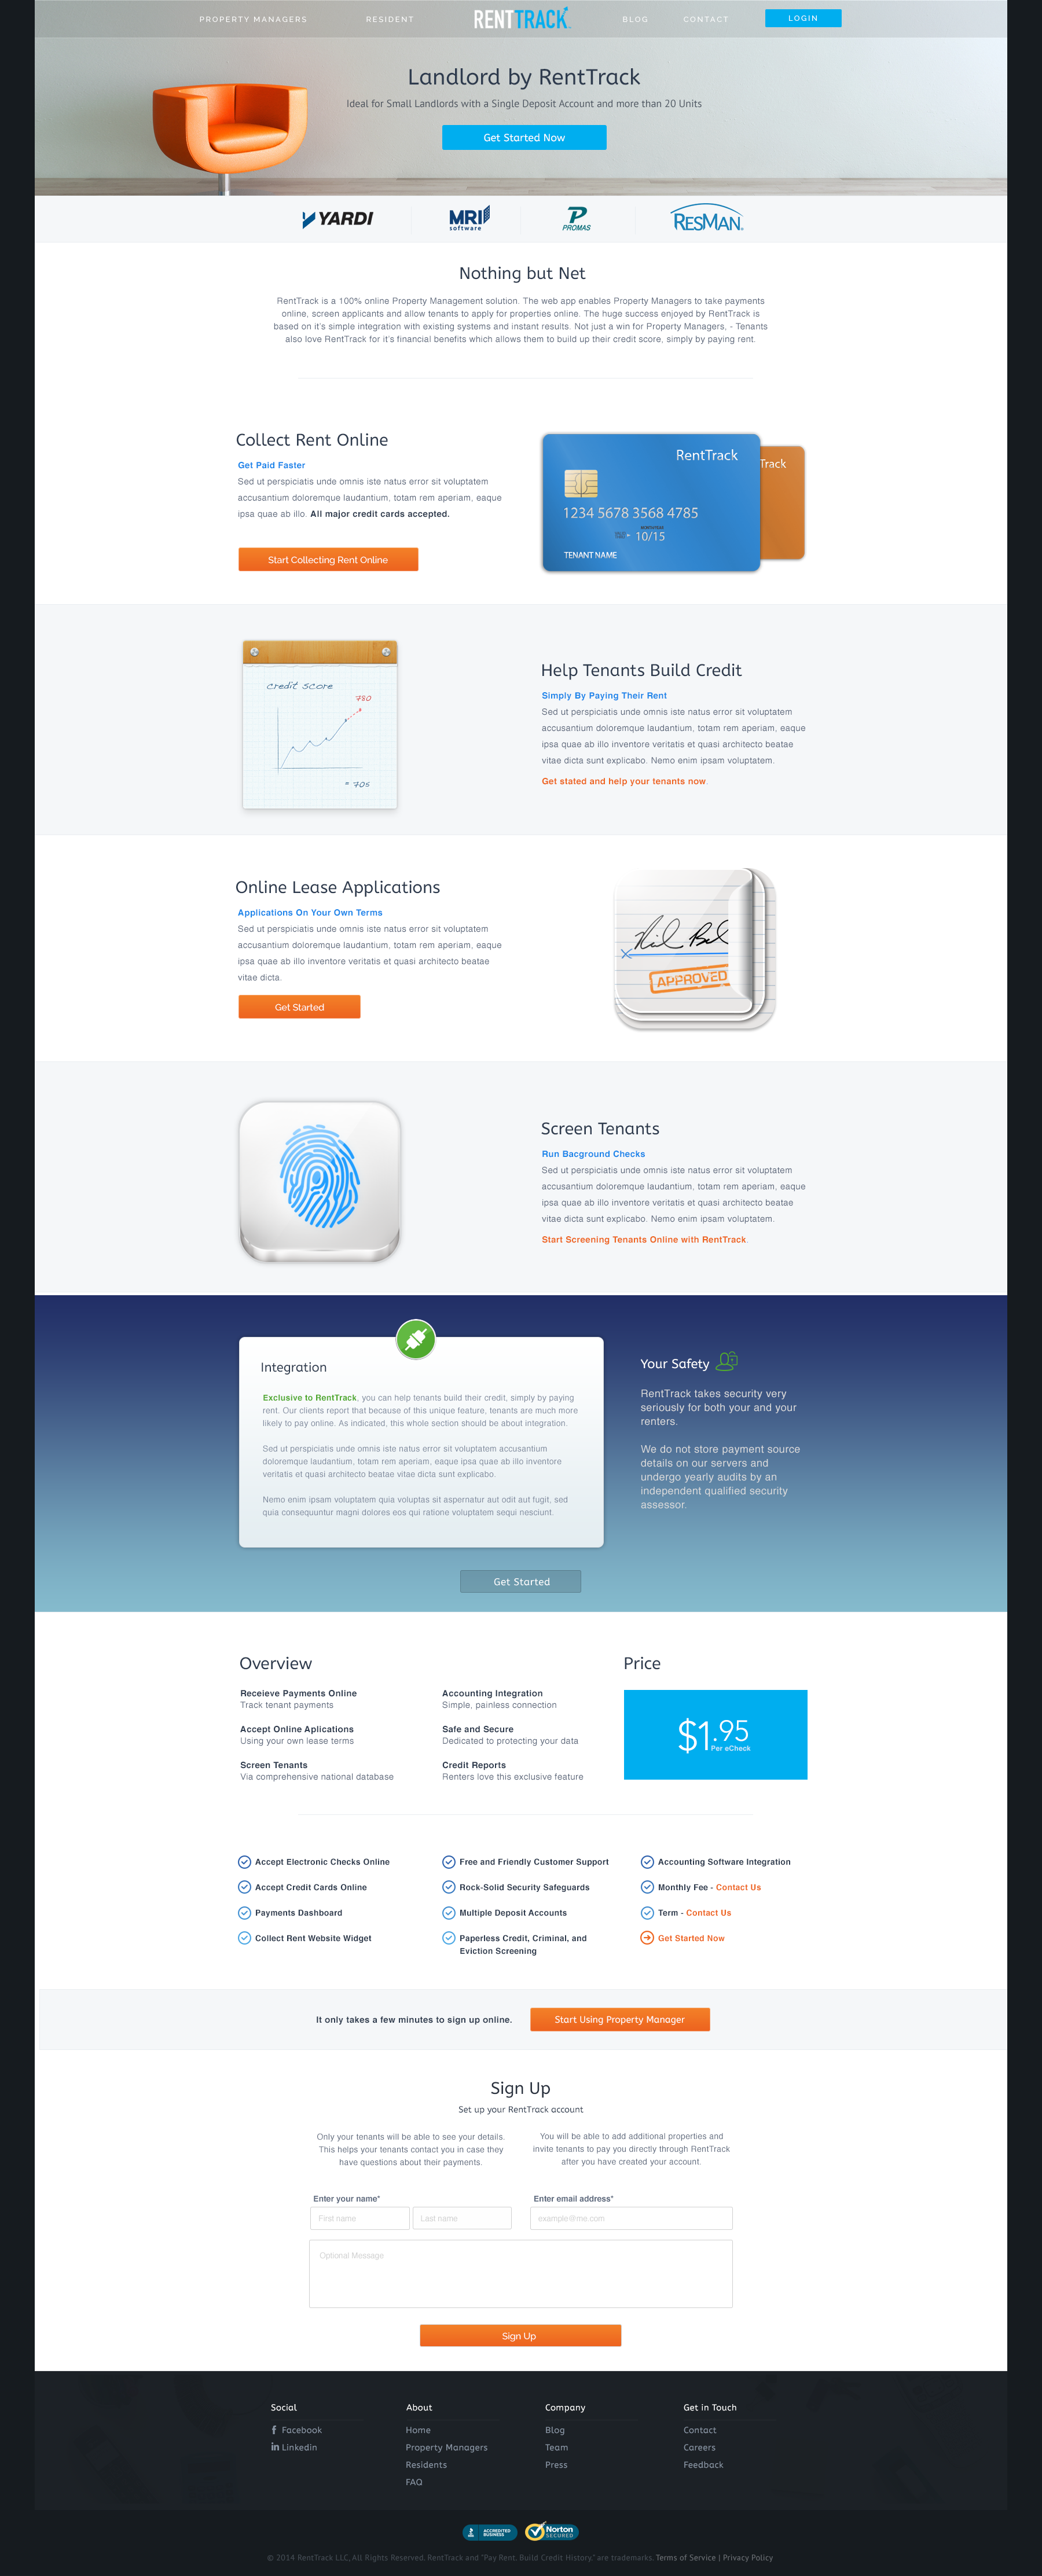 PROPERTY MANAGERS
RESIDENT
RENTTRACK
BLOG
CONTACT
LOGIN
Landlord by RentTrack
Ideal for Small Landlords with a Single Deposit Account and more than 20 Units
Get Started Now
YARDI
MRI
software
PROMAS
RESMAN
Nothing but Net
RentTrack is a 100% online Property Management solution. The web app enables Property Managers to take payments
online, screen applicants and allow tenants to apply for properties online. The huge success enjoyed by RentTrack is
based on it's simple integration with existing systems and instant results. Not just a win for Property Managers, - Tenants
also love RentTrack for it's financial benefits which allows them to build up their credit score, simply by paying rent.
Collect Rent Online
Get Paid Faster
Sed ut perspiciatis unde omnis iste natus error sit voluptatem
accusantium doloremque laudantium, totam rem aperiam, eaque
ipsa quae ab illo. All major credit cards accepted.
Start Collecting Rent Online
RentTrack
Track
1234 5678 3568 4785
10/15
TENANT NAME
credit score
780
= 705
Help Tenants Build Credit
Simply By Paying Their Rent
Sed ut perspiciatis unde omnis iste natus error sit voluptatem
accusantium doloremque laudantium, totam rem aperiam, eaque
ipsa quae ab illo inventore veritatis et quasi architecto beatae
vitae dicta sunt explicabo. Nemo enim ipsam voluptatem.
Get stated and help your tenants now.
Online Lease Applications
Applications On Your Own Terms
Sed ut perspiciatis unde omnis iste natus error sit voluptatem
accusantium doloremque laudantium, totam rem aperiam, eaque
ipsa quae ab illo inventore veritatis et quasi architecto beatae
vitae dicta.
Get Started
APPROVED
Screen Tenants
Run Bacground Checks
Sed ut perspiciatis unde omnis iste natus error sit voluptatem
accusantium doloremque laudantium, totam rem aperiam, eaque
ipsa quae ab illo inventore veritatis et quasi architecto beatae
vitae dicta sunt explicabo. Nemo enim ipsam voluptatem.
Start Screening Tenants Online with RentTrack.
Integration
Exclusive to RentTrack, you can help tenants build their credit, simply by paying
rent. Our clients report that because of this unique feature, tenants are much more
likely to pay online. As indicated, this whole section should be about integration.
Sed ut perspiciatis unde omnis iste natus error sit voluptatem accusantium
doloremque laudantium, totam rem aperiam, eaque ipsa quae ab illo inventore
veritatis et quasi architecto beatae vitae dicta sunt explicabo.
Nemo enim ipsam voluptatem quia voluptas sit aspernatur aut odit aut fugit, sed
quia consequuntur magni dolores eos qui ratione voluptatem sequi nesciunt.
Your Safety
RentTrack takes security very
seriously for both your and your
renters.
We do not store payment source
details on our servers and
undergo yearly audits by an
independent qualified security
assessor.
Get Started
Overview
Receieve Payments Online
Track tenant payments
Accept Online Aplications
Using your own lease terms
Screen Tenants
Via comprehensive national database
Accounting Integration
Simple, painless connection
Safe and Secure
Dedicated to protecting your data
Credit Reports
Renters love this exclusive feature
Price
$1.95
Per eCheck
Accept Electronic Checks Online
Accept Credit Cards Online
Payments Dashboard
Collect Rent Website Widget
Free and Friendly Customer Support
Rock-Solid Security Safeguards
Multiple Deposit Accounts
Paperless Credit, Criminal, and
Eviction Screening
Accounting Software Integration
Monthly Fee - Contact Us
Term - Contact Us
Get Started Now
It only takes a few minutes to sign up online.
Start Using Property Manager
Sign Up
Set up your RentTrack account
Only your tenants will be able to see your details.
This helps your tenants contact you in case they
have questions about their payments.
You will be able to add additional properties and
invite tenants to pay you directly through RentTrack
after you have created your account.
Enter your name*
First name
Last name
Enter email address*
example@me.com
Optional Message
Sign Up
Social
Facebook
Linkedin
About
Home
Property Managers
Residents
FAQ
Company
Blog
Team
Press
Get in Touch
Contact
Careers
Feedback
ACCREDITED
BUSINESS
Norton
SECURED
© 2014 RentTrack LLC, All Rights Reserved. RentTrack and "Pay Rent. Build Credit History." are trademarks. Terms of Service | Privacy Policy